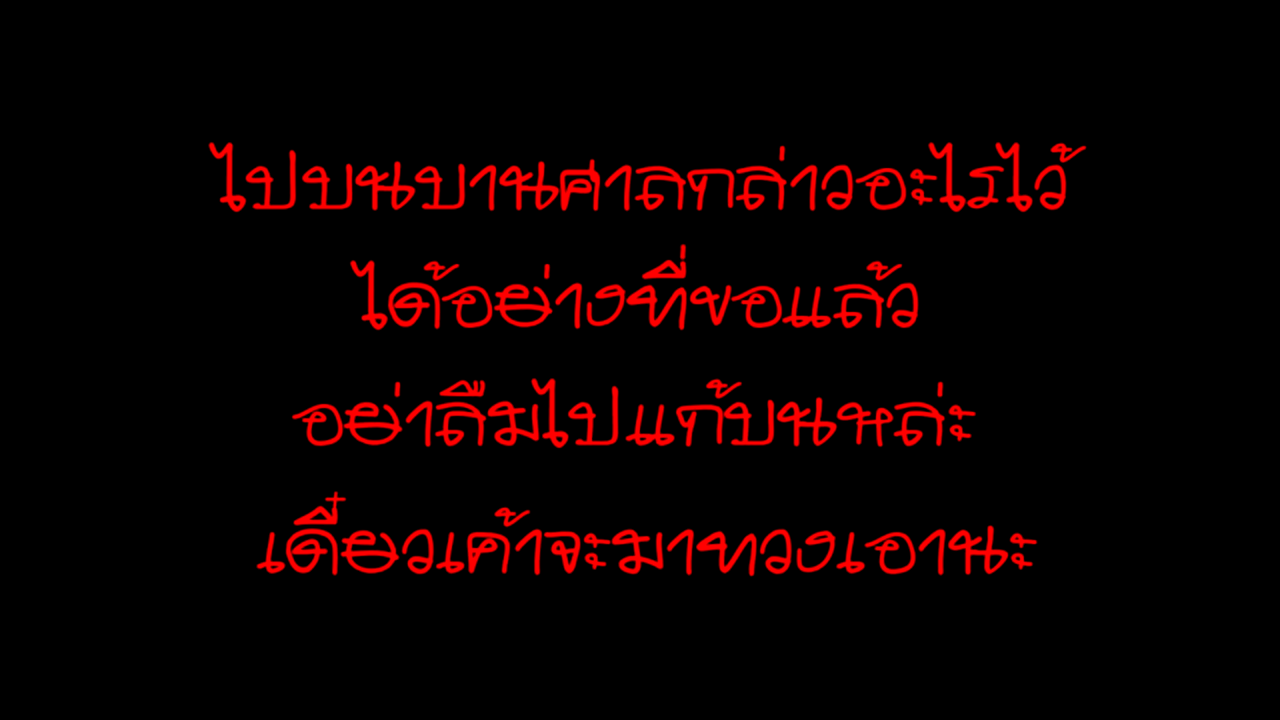 ไปบนบานศาลกล่าวอะไรไว้
ได้อย่างที่ขอแล้ว
อย่าลืมไปแก้บนหล่ะ
เดี๋ยวเค้าจะมาทวงเอานะ